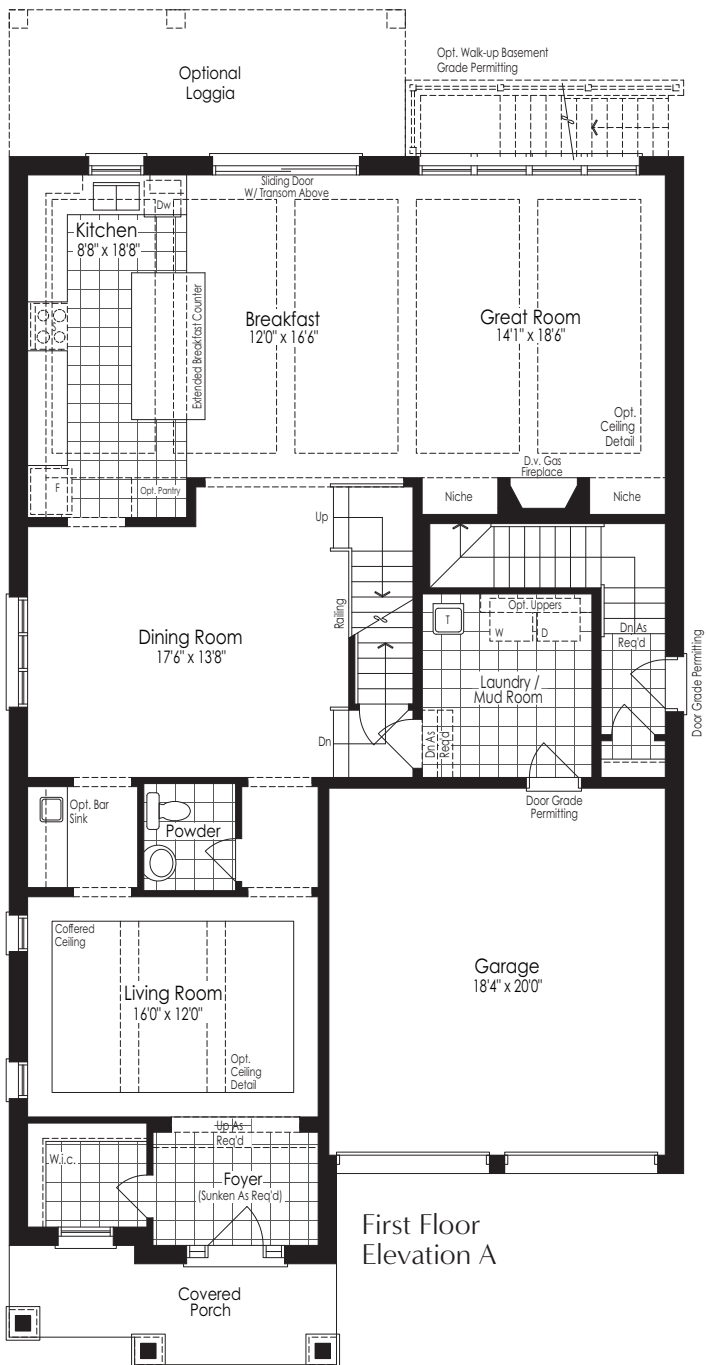 Optional
Loggia
Opt. Walk-up Basement
Grade Permitting
Sliding Door
W/ Transom Above
Dw
Kitchen
8'8" x 18'8"
Extended Breakfast Counter
Breakfast
12'0" x 16'6"
Great Room
14'1" x 18'6"
Opt.
Ceiling
Detail
D.v. Gas
Fireplace
F
Opt. Pantry
Niche
Niche
Up
Railing
Dining Room
17'6" x 13'8"
Opt. Uppers
T
W
D
Laundry /
Mud Room
Dn As
Req'd
Door Grade Permitting
Dn
Dn As
Req'd
Door Grade
Permitting
Opt. Bar
Sink
Powder
Coffered
Ceiling
Living Room
16'0" x 12'0"
Opt.
Ceiling
Detail
Garage
18'4" x 20'0"
Up As
Req'd
W.i.c.
Foyer
(Sunken As Req'd)
First Floor
Elevation A
Covered
Porch